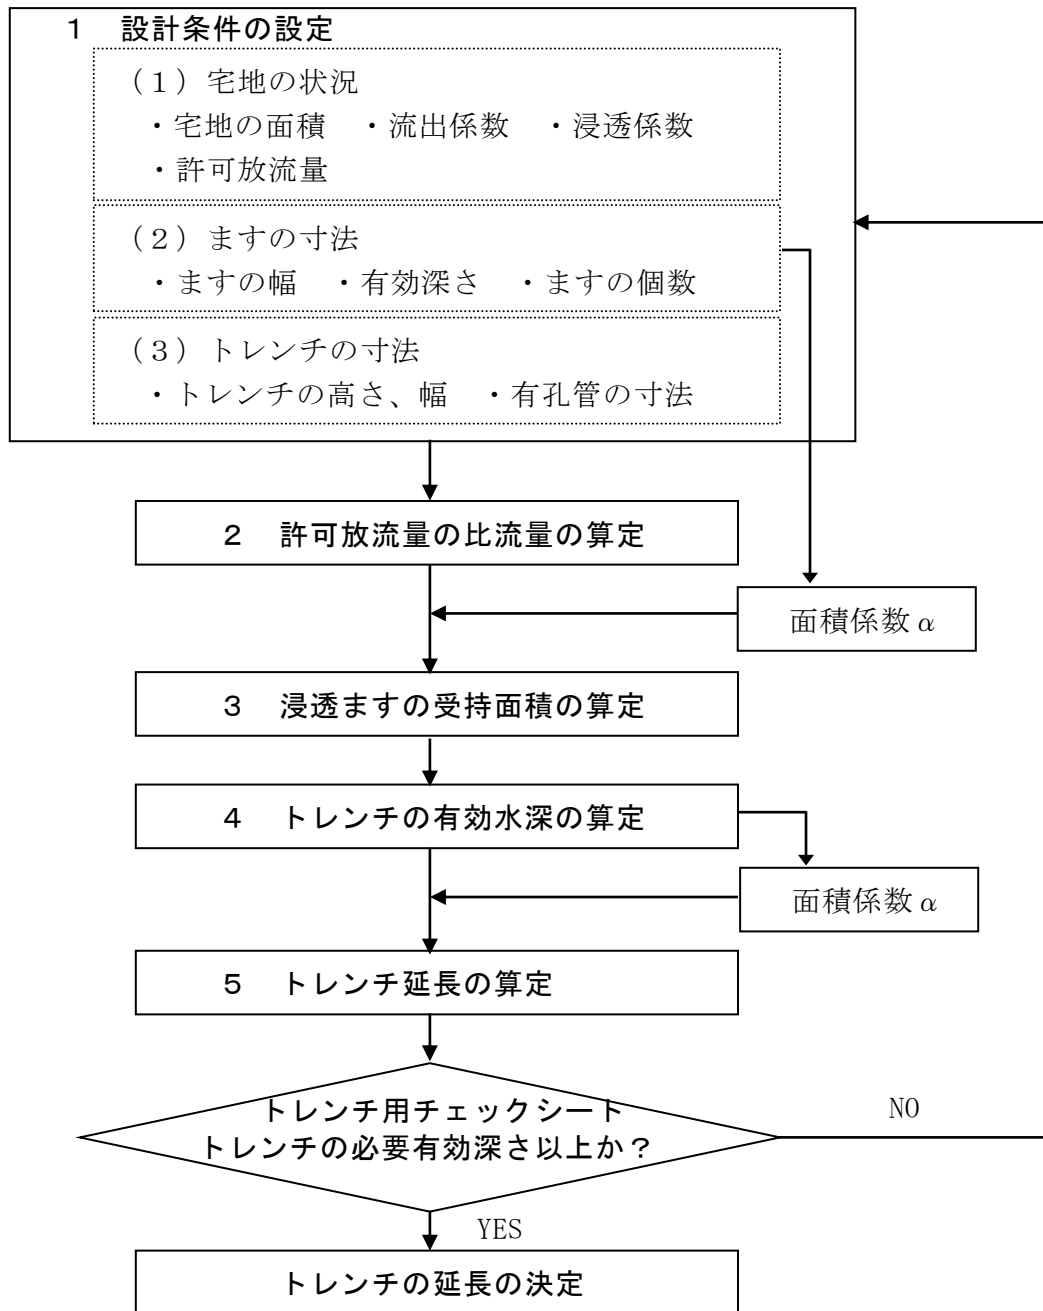 １　設計条件の設定
（１）宅地の状況
・宅地の面積　・流出係数　・浸透係数
・許可放流量
（２）ますの寸法
・ますの幅　・有効深さ　・ますの個数
（３）トレンチの寸法
・トレンチの高さ、幅　・有孔管の寸法
２　許可放流量の比流量の算定
面積係数α
３　浸透ますの受持面積の算定
４　トレンチの有効水深の算定
面積係数α
５　トレンチ延長の算定
トレンチ用チェックシート
トレンチの必要有効深さ以上か？
NO
YES
トレンチの延長の決定